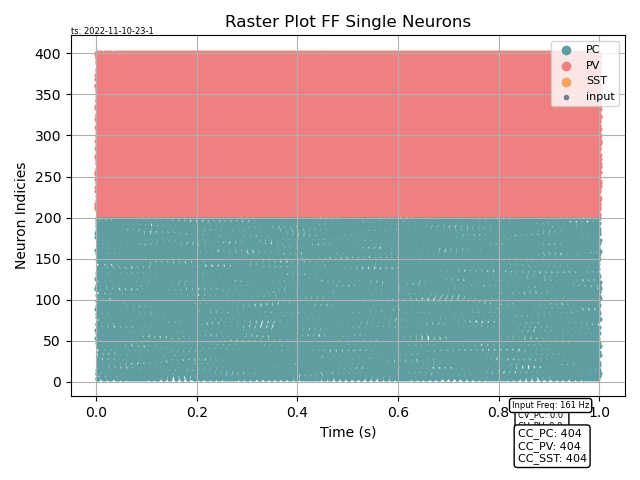 Raster Plot FF Single Neurons
ts: 2022-11-10-23-1
PC
PV
SST
input
400
350
300
250
200
150
100
50
0
Neuron Indicies
0.0 0.2 0.4 0.6 0.8 1.0
Time (s)
Input Freq: 161 Hz
CV_PC: 0.0
CC_PC: 404
CC_PV: 404
CC_SST: 404